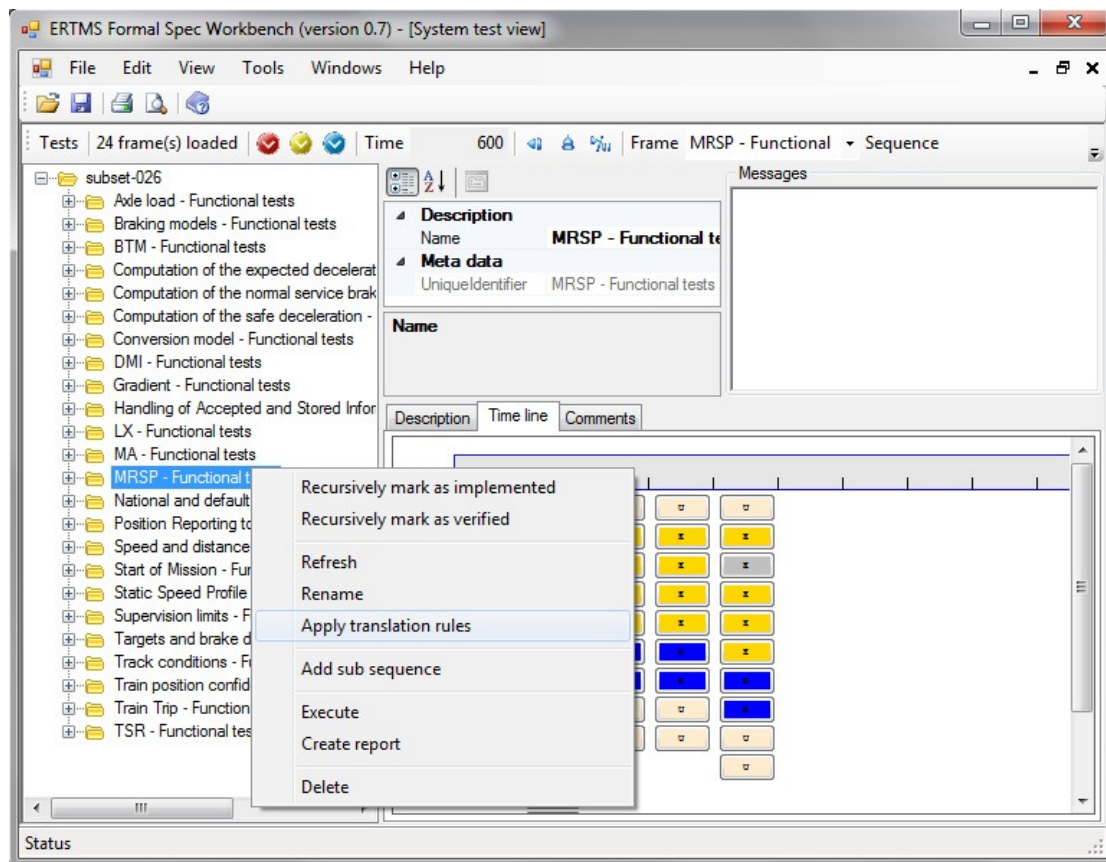 ERTMS Formal Spec Workbench (version 0.7) - [System test view]
File Edit View Tools Windows Help
Tests 24 frame(s) loaded Time 600 Frame MRSP - Functional Sequence
subset-026
Axle load - Functional tests
Braking models - Functional tests
BTM - Functional tests
Computation of the expected decelerat
Computation of the normal service brak
Computation of the safe deceleration -
Conversion model - Functional tests
DMI - Functional tests
Gradient - Functional tests
Handling of Accepted and Stored Infor
LX - Functional tests
MA - Functional tests
MRSP - Functional t
National and default
Position Reporting to
Speed and distance
Start of Mission - Fur
Static Speed Profile
Supervision limits - F
Targets and brake d
Track conditions - F
Train position confid
Train Trip - Function
TSR - Functional tes
Description
Name MRSP - Functional te
Meta data
UniqueIdentifier MRSP - Functional tests
Name
Messages
Description Time line Comments
Recursively mark as implemented
Recursively mark as verified
Refresh
Rename
Apply translation rules
Add sub sequence
Execute
Create report
Delete
Status